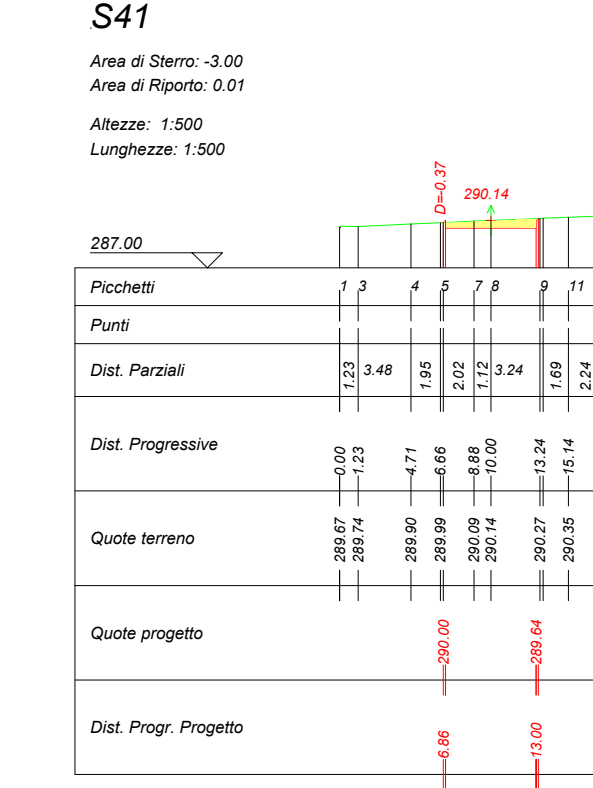 S41
Area di Sterro: -3.00
Area di Riporto: 0.01
Altezze: 1:500
Lunghezze: 1:500
D=-0.37
290.14
287.00
Picchetti 1 3 4 5 7 8 9 11
Punti
Dist. Parziali 1.23 3.48 1.95 2.02 1.12 3.24 1.69 2.24
Dist. Progressive 0.00 1.23 4.71 6.66 8.88 10.00 13.24 15.14
Quote terreno 289.67 289.74 289.90 289.99 290.09 290.14 290.27 290.35
Quote progetto 290.00 289.64
Dist. Progr. Progetto 6.86 13.00